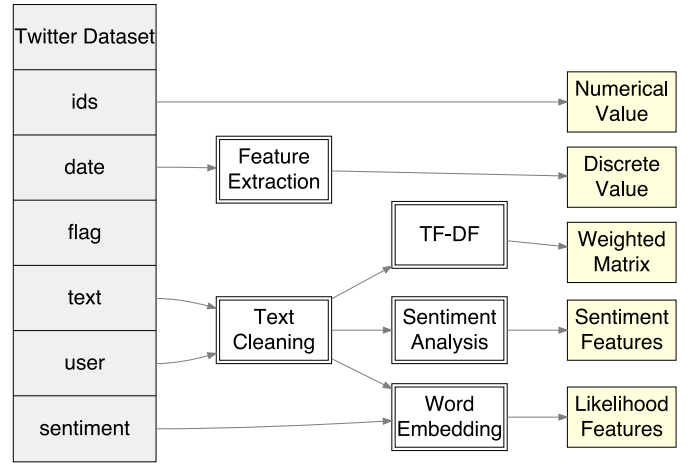 Twitter Dataset
ids
date
flag
text
user
sentiment
Feature
Extraction
Text
Cleaning
TF-DF
Sentiment
Analysis
Word
Embedding
Numerical
Value
Discrete
Value
Weighted
Matrix
Sentiment
Features
Likelihood
Features